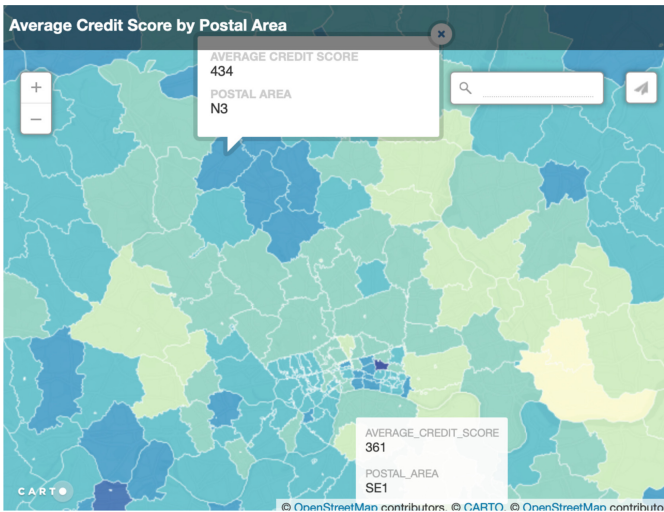 Average Credit Score by Postal Area
×
AVERAGE CREDIT SCORE
434
POSTAL AREA
N3
+
−
AVERAGE_CREDIT_SCORE
361
POSTAL_AREA
SE1
CARTO
© OpenStreetMap contributors, © CARTO, © OpenStreetMap contributo